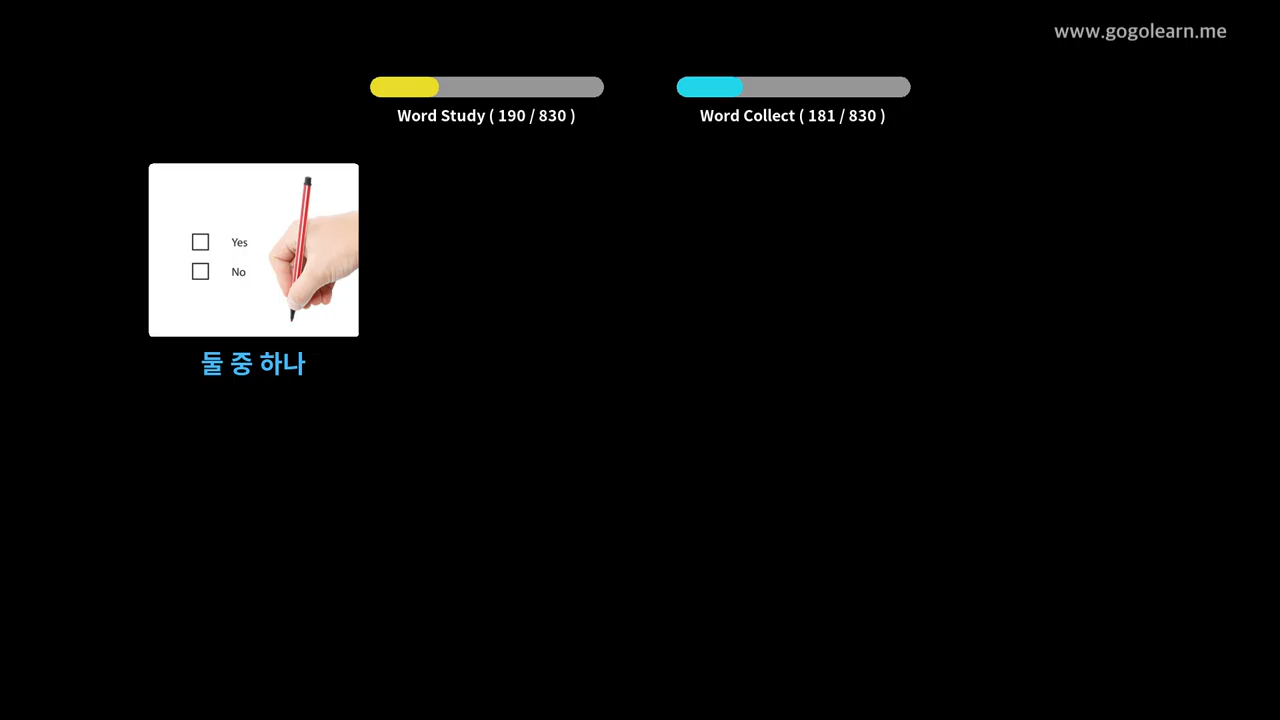 www.gogolearn.me
Word Study ( 190 / 830 )
Word Collect ( 181 / 830 )
Yes
No
둘 중 하나